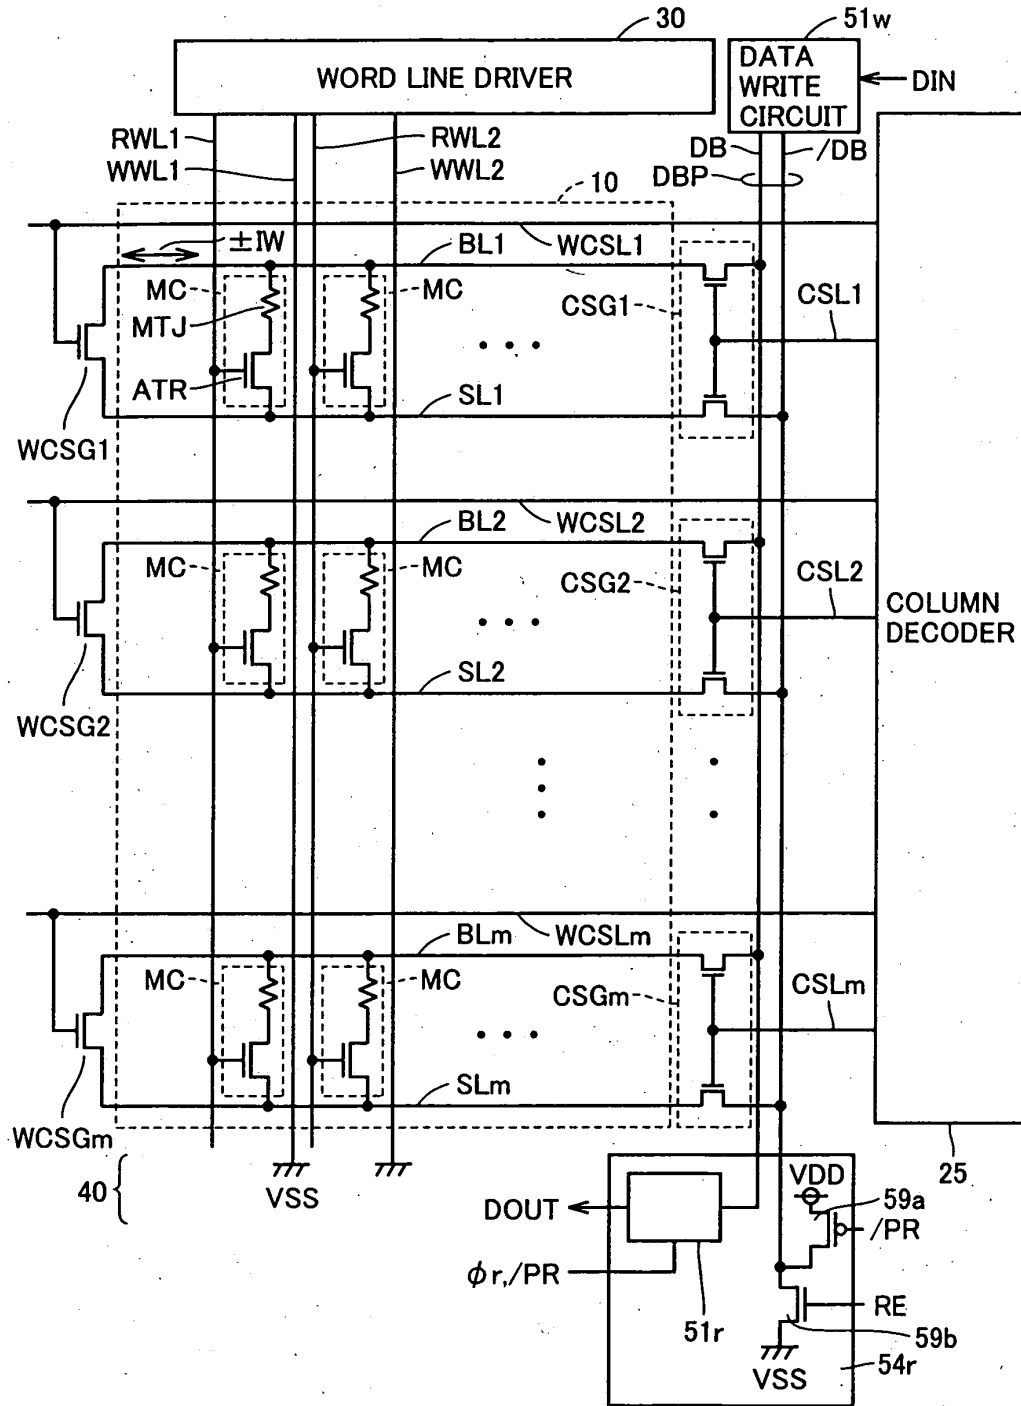 30
51w
WORD LINE DRIVER
DATA
WRITE
CIRCUIT
DIN
RWL1
WWL1
RWL2
WWL2
DB
/DB
DBP
10
±IW
BL1
WCSL1
MC
MC
MTJ
ATR
CSG1
CSL1
SL1
WCSG1
BL2
WCSL2
MC
MC
CSG2
CSL2
COLUMN
DECODER
SL2
WCSG2
BLm
WCSLm
MC
MC
CSGm
CSLm
SLm
WCSGm
40
VSS
25
DOUT
VDD
59a
/PR
φr,/PR
51r
RE
59b
VSS
54r